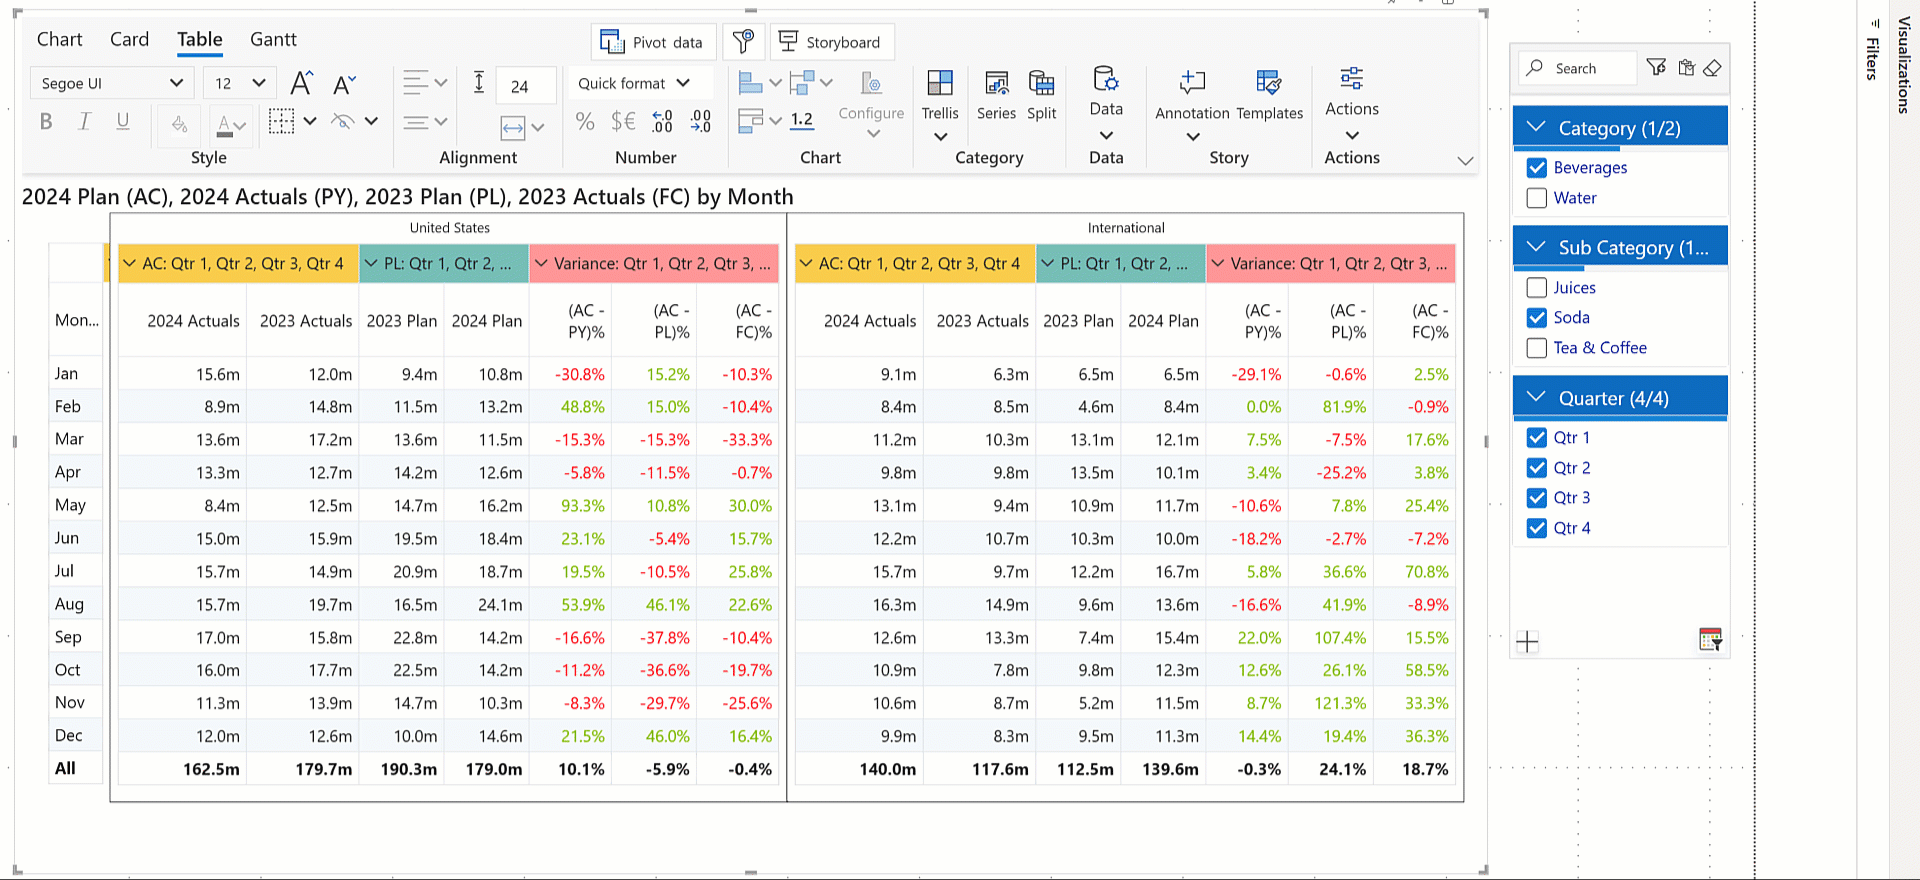 Chart Card Table Gantt
Pivot data Storyboard
Segoe UI 12 A A 24 Quick format
B I U A % $€ .0 .00 .00 .0 1.2
Configure Trellis Series Split Data Annotation Templates Actions
Style Alignment Number Chart Category Data Story Actions
2024 Plan (AC), 2024 Actuals (PY), 2023 Plan (PL), 2023 Actuals (FC) by Month
United States International
AC: Qtr 1, Qtr 2, Qtr 3, Qtr 4 PL: Qtr 1, Qtr 2, ... Variance: Qtr 1, Qtr 2, Qtr 3, ... AC: Qtr 1, Qtr 2, Qtr 3, Qtr 4 PL: Qtr 1, Qtr 2, ... Variance: Qtr 1, Qtr 2, Qtr 3, ...
Mon... 2024 Actuals 2023 Actuals 2023 Plan 2024 Plan (AC - PY)% (AC - PL)% (AC - FC)% 2024 Actuals 2023 Actuals 2023 Plan 2024 Plan (AC - PY)% (AC - PL)% (AC - FC)%
Jan 15.6m 12.0m 9.4m 10.8m -30.8% 15.2% -10.3% 9.1m 6.3m 6.5m 6.5m -29.1% -0.6% 2.5%
Feb 8.9m 14.8m 11.5m 13.2m 48.8% 15.0% -10.4% 8.4m 8.5m 4.6m 8.4m 0.0% 81.9% -0.9%
Mar 13.6m 17.2m 13.6m 11.5m -15.3% -15.3% -33.3% 11.2m 10.3m 13.1m 12.1m 7.5% -7.5% 17.6%
Apr 13.3m 12.7m 14.2m 12.6m -5.8% -11.5% -0.7% 9.8m 9.8m 13.5m 10.1m 3.4% -25.2% 3.8%
May 8.4m 12.5m 14.7m 16.2m 93.3% 10.8% 30.0% 13.1m 9.4m 10.9m 11.7m -10.6% 7.8% 25.4%
Jun 15.0m 15.9m 19.5m 18.4m 23.1% -5.4% 15.7% 12.2m 10.7m 10.3m 10.0m -18.2% -2.7% -7.2%
Jul 15.7m 14.9m 20.9m 18.7m 19.5% -10.5% 25.8% 15.7m 9.7m 12.2m 16.7m 5.8% 36.6% 70.8%
Aug 15.7m 19.7m 16.5m 24.1m 53.9% 46.1% 22.6% 16.3m 14.9m 9.6m 13.6m -16.6% 41.9% -8.9%
Sep 17.0m 15.8m 22.8m 14.2m -16.6% -37.8% -10.4% 12.6m 13.3m 7.4m 15.4m 22.0% 107.4% 15.5%
Oct 16.0m 17.7m 22.5m 14.2m -11.2% -36.6% -19.7% 10.9m 7.8m 9.8m 12.3m 12.6% 26.1% 58.5%
Nov 11.3m 13.9m 14.7m 10.3m -8.3% -29.7% -25.6% 10.6m 8.7m 5.2m 11.5m 8.7% 121.3% 33.3%
Dec 12.0m 12.6m 10.0m 14.6m 21.5% 46.0% 16.4% 9.9m 8.3m 9.5m 11.3m 14.4% 19.4% 36.3%
All 162.5m 179.7m 190.3m 179.0m 10.1% -5.9% -0.4% 140.0m 117.6m 112.5m 139.6m -0.3% 24.1% 18.7%
Search
Category (1/2)
Beverages
Water
Sub Category (1...
Juices
Soda
Tea & Coffee
Quarter (4/4)
Qtr 1
Qtr 2
Qtr 3
Qtr 4
Filters
Visualizations